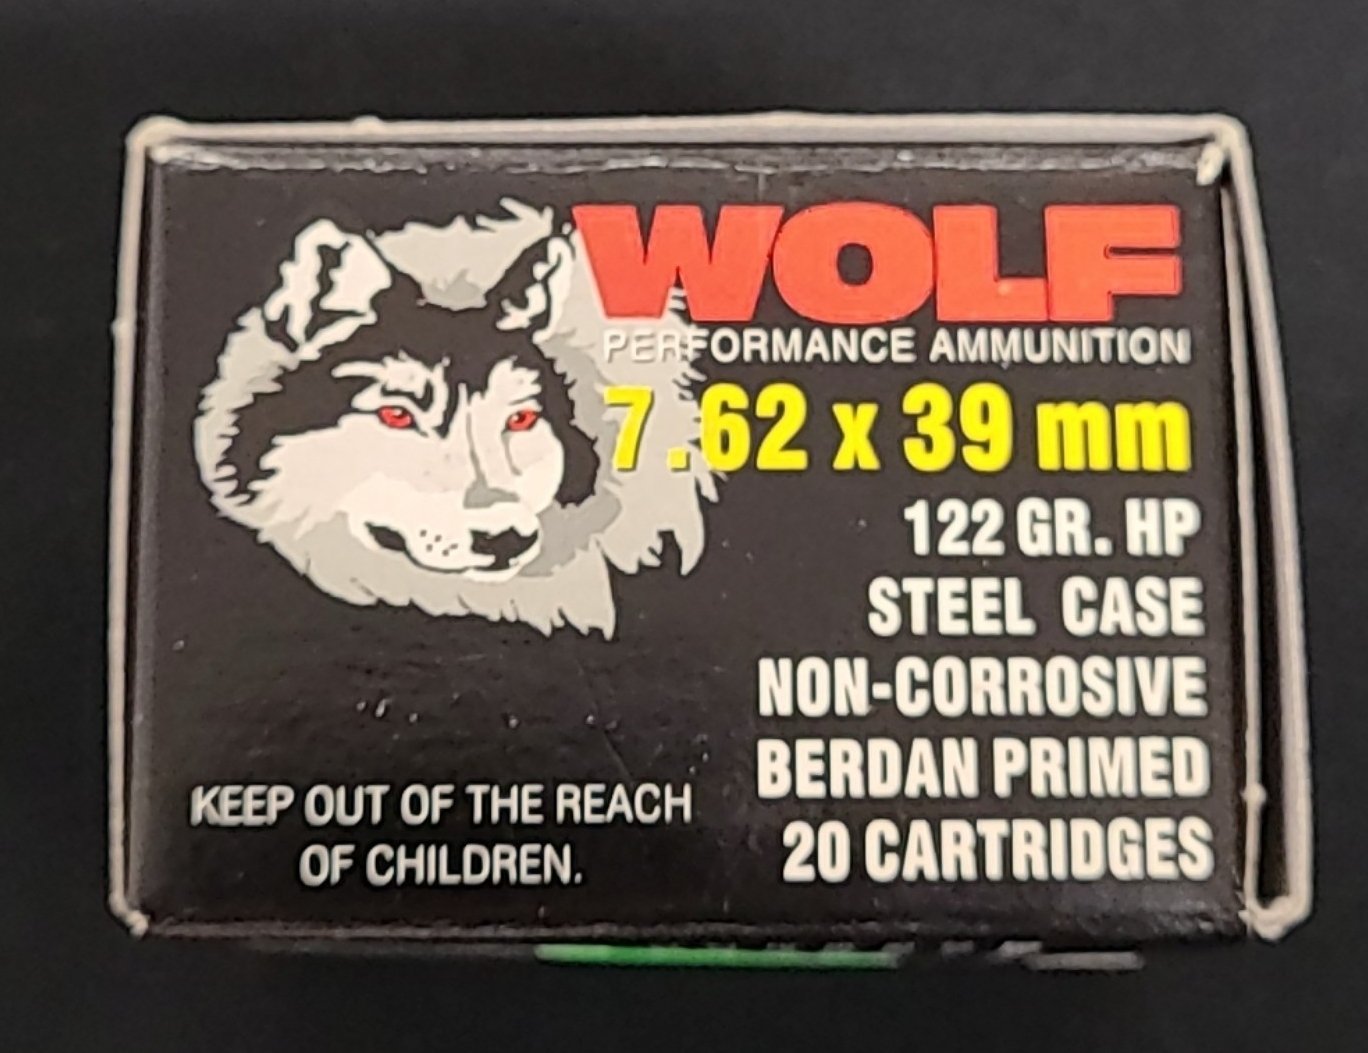 WOLF
PERFORMANCE AMMUNITION
7.62 x 39 mm
122 GR. HP
STEEL CASE
NON-CORROSIVE
BERDAN PRIMED
20 CARTRIDGES
KEEP OUT OF THE REACH
OF CHILDREN.